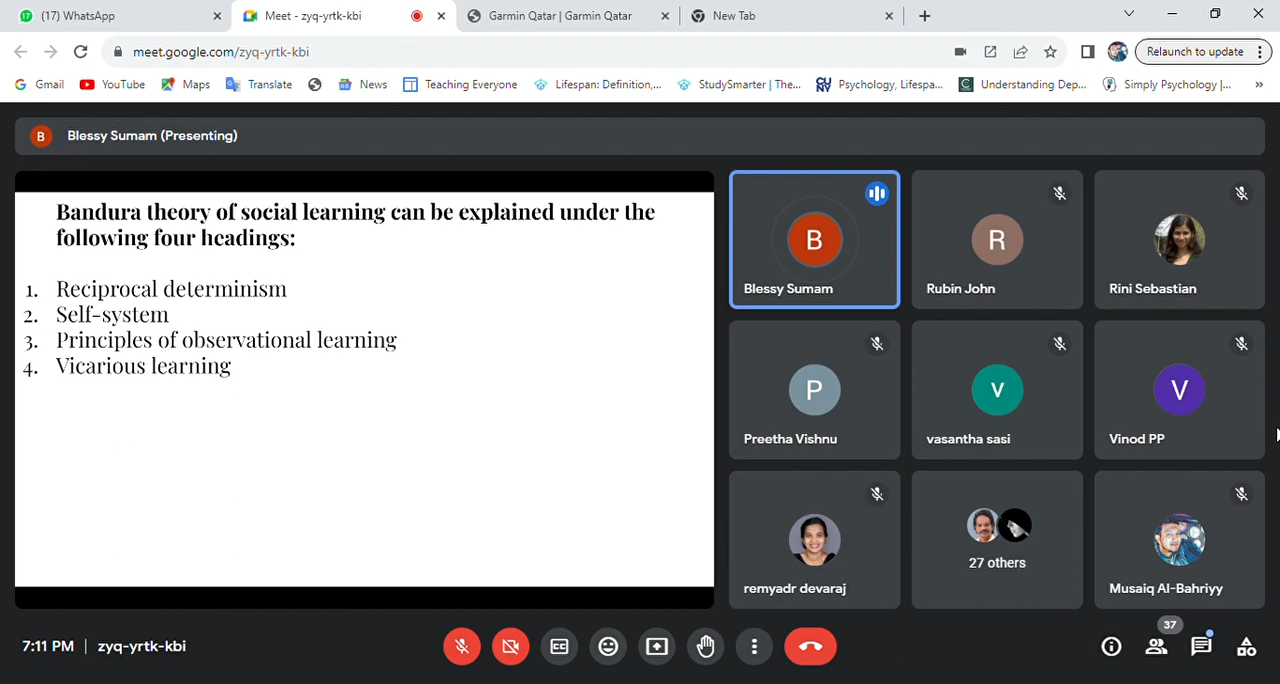 (17) WhatsApp
Meet - zyq-yrtk-kbi
Garmin Qatar | Garmin Qatar
New Tab
meet.google.com/zyq-yrtk-kbi
Relaunch to update
Gmail
YouTube
Maps
Translate
News
Teaching Everyone
Lifespan: Definition,...
StudySmarter | The...
Psychology, Lifespa...
Understanding Dep...
Simply Psychology |...
B
Blessy Sumam (Presenting)
Bandura theory of social learning can be explained under the
following four headings:
1. Reciprocal determinism
2. Self-system
3. Principles of observational learning
4. Vicarious learning
B
Blessy Sumam
R
Rubin John
Rini Sebastian
P
Preetha Vishnu
v
vasantha sasi
V
Vinod PP
remyadr devaraj
27 others
Musaiq Al-Bahriyy
7:11 PM | zyq-yrtk-kbi
CC
37